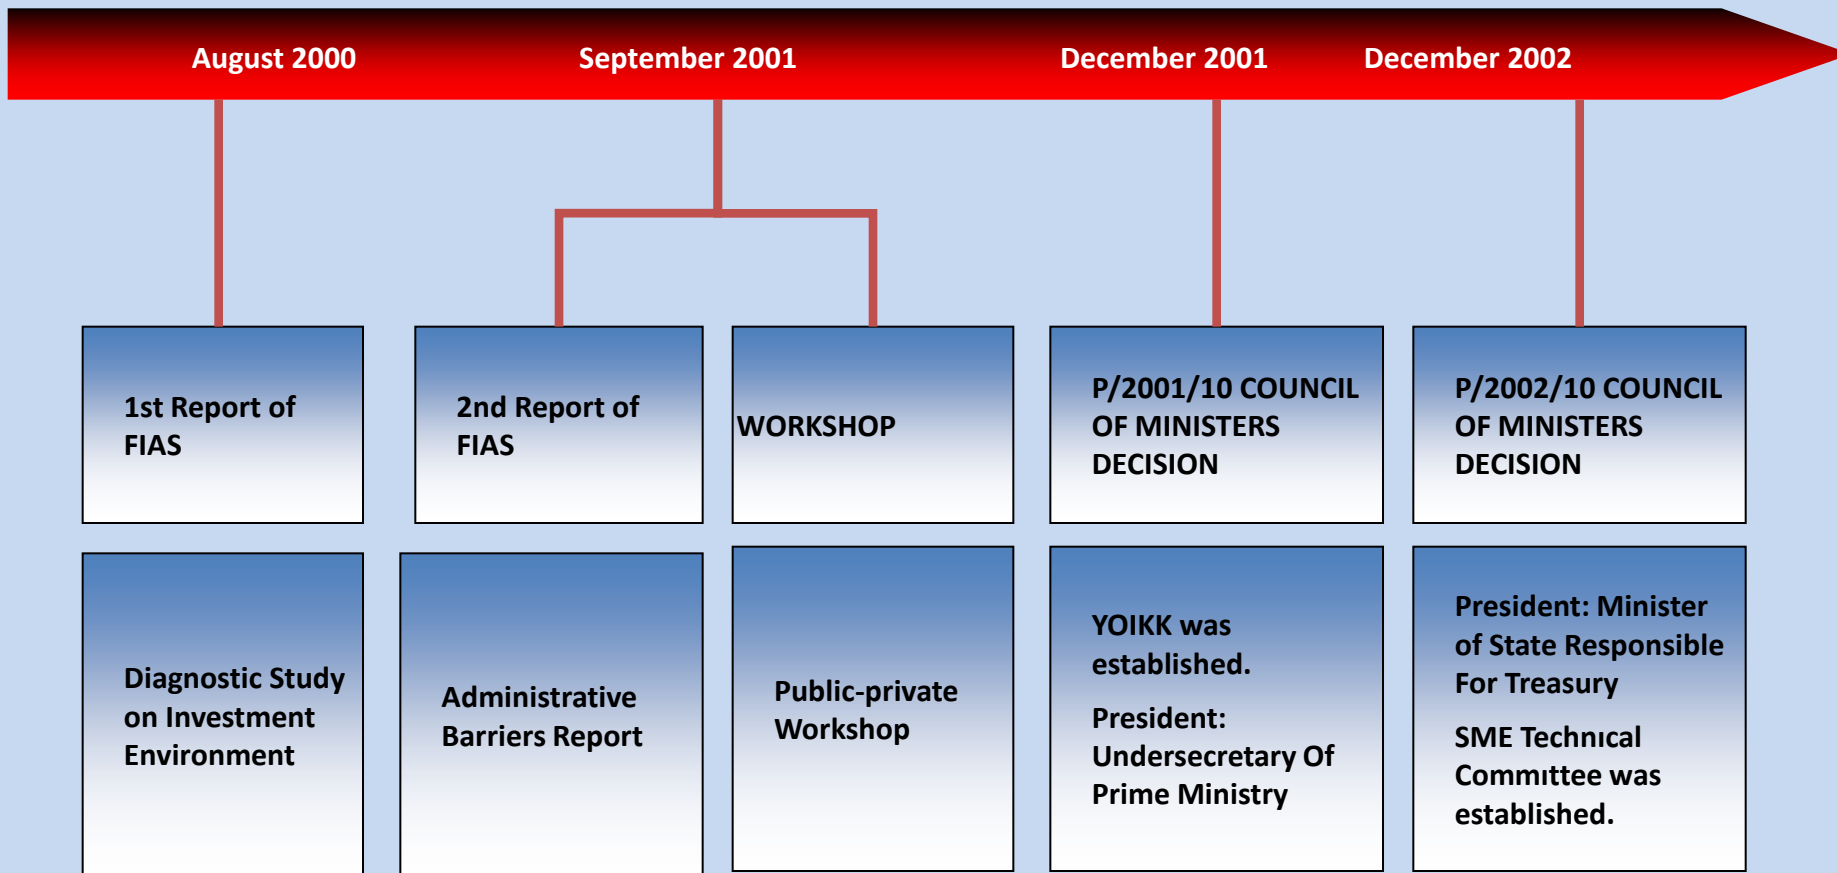 August 2000
September 2001
December 2001
December 2002
1st Report of
FIAS
2nd Report of
FIAS
WORKSHOP
P/2001/10 COUNCIL
OF MINISTERS
DECISION
P/2002/10 COUNCIL
OF MINISTERS
DECISION
Diagnostic Study
on Investment
Environment
Administrative
Barriers Report
Public-private
Workshop
YOIKK was
established.
President:
Undersecretary Of
Prime Ministry
President: Minister
of State Responsible
For Treasury
SME Technıcal
Commıttee was
established.